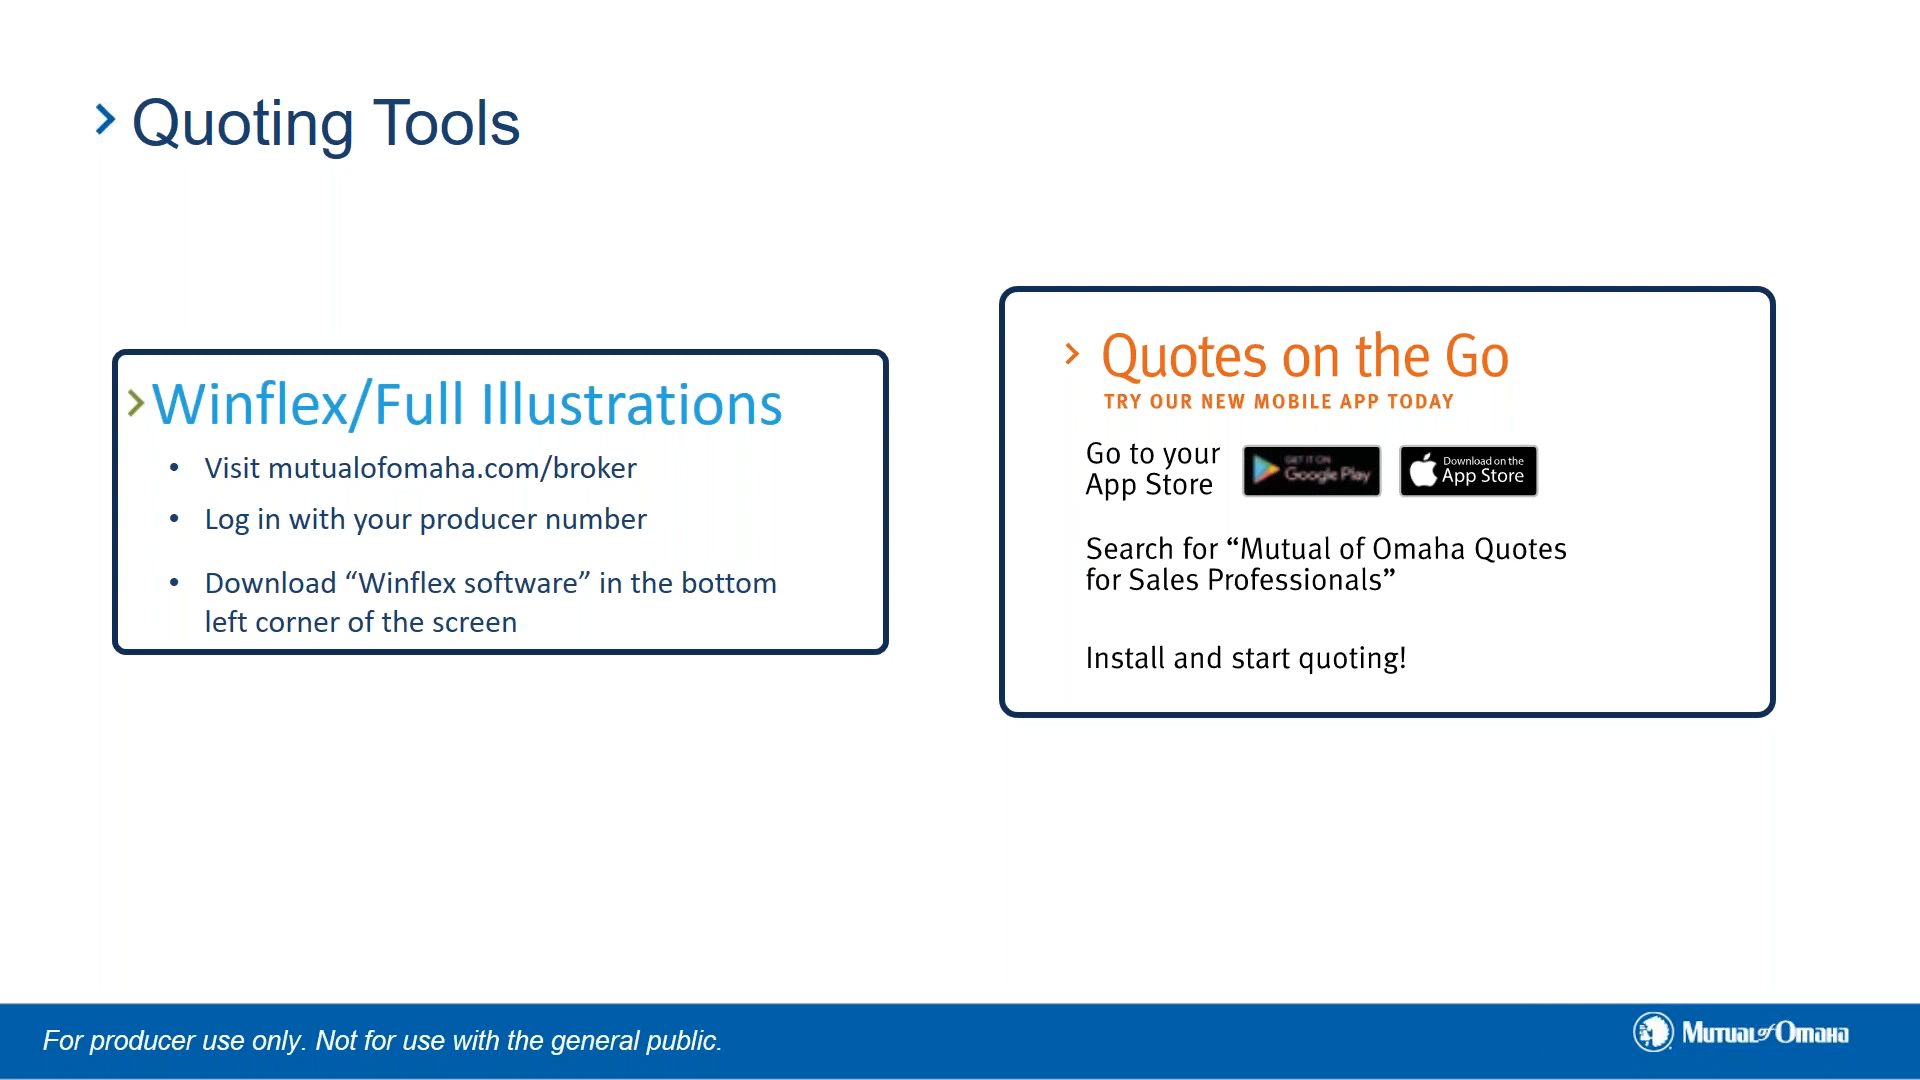 Quoting Tools
Winflex/Full Illustrations
• Visit mutualofomaha.com/broker
• Log in with your producer number
• Download “Winflex software” in the bottom
left corner of the screen
Quotes on the Go
TRY OUR NEW MOBILE APP TODAY
Go to your
App Store
GET IT ON
Google Play
Download on the
App Store
Search for “Mutual of Omaha Quotes
for Sales Professionals”
Install and start quoting!
For producer use only. Not for use with the general public.
Mutual of Omaha